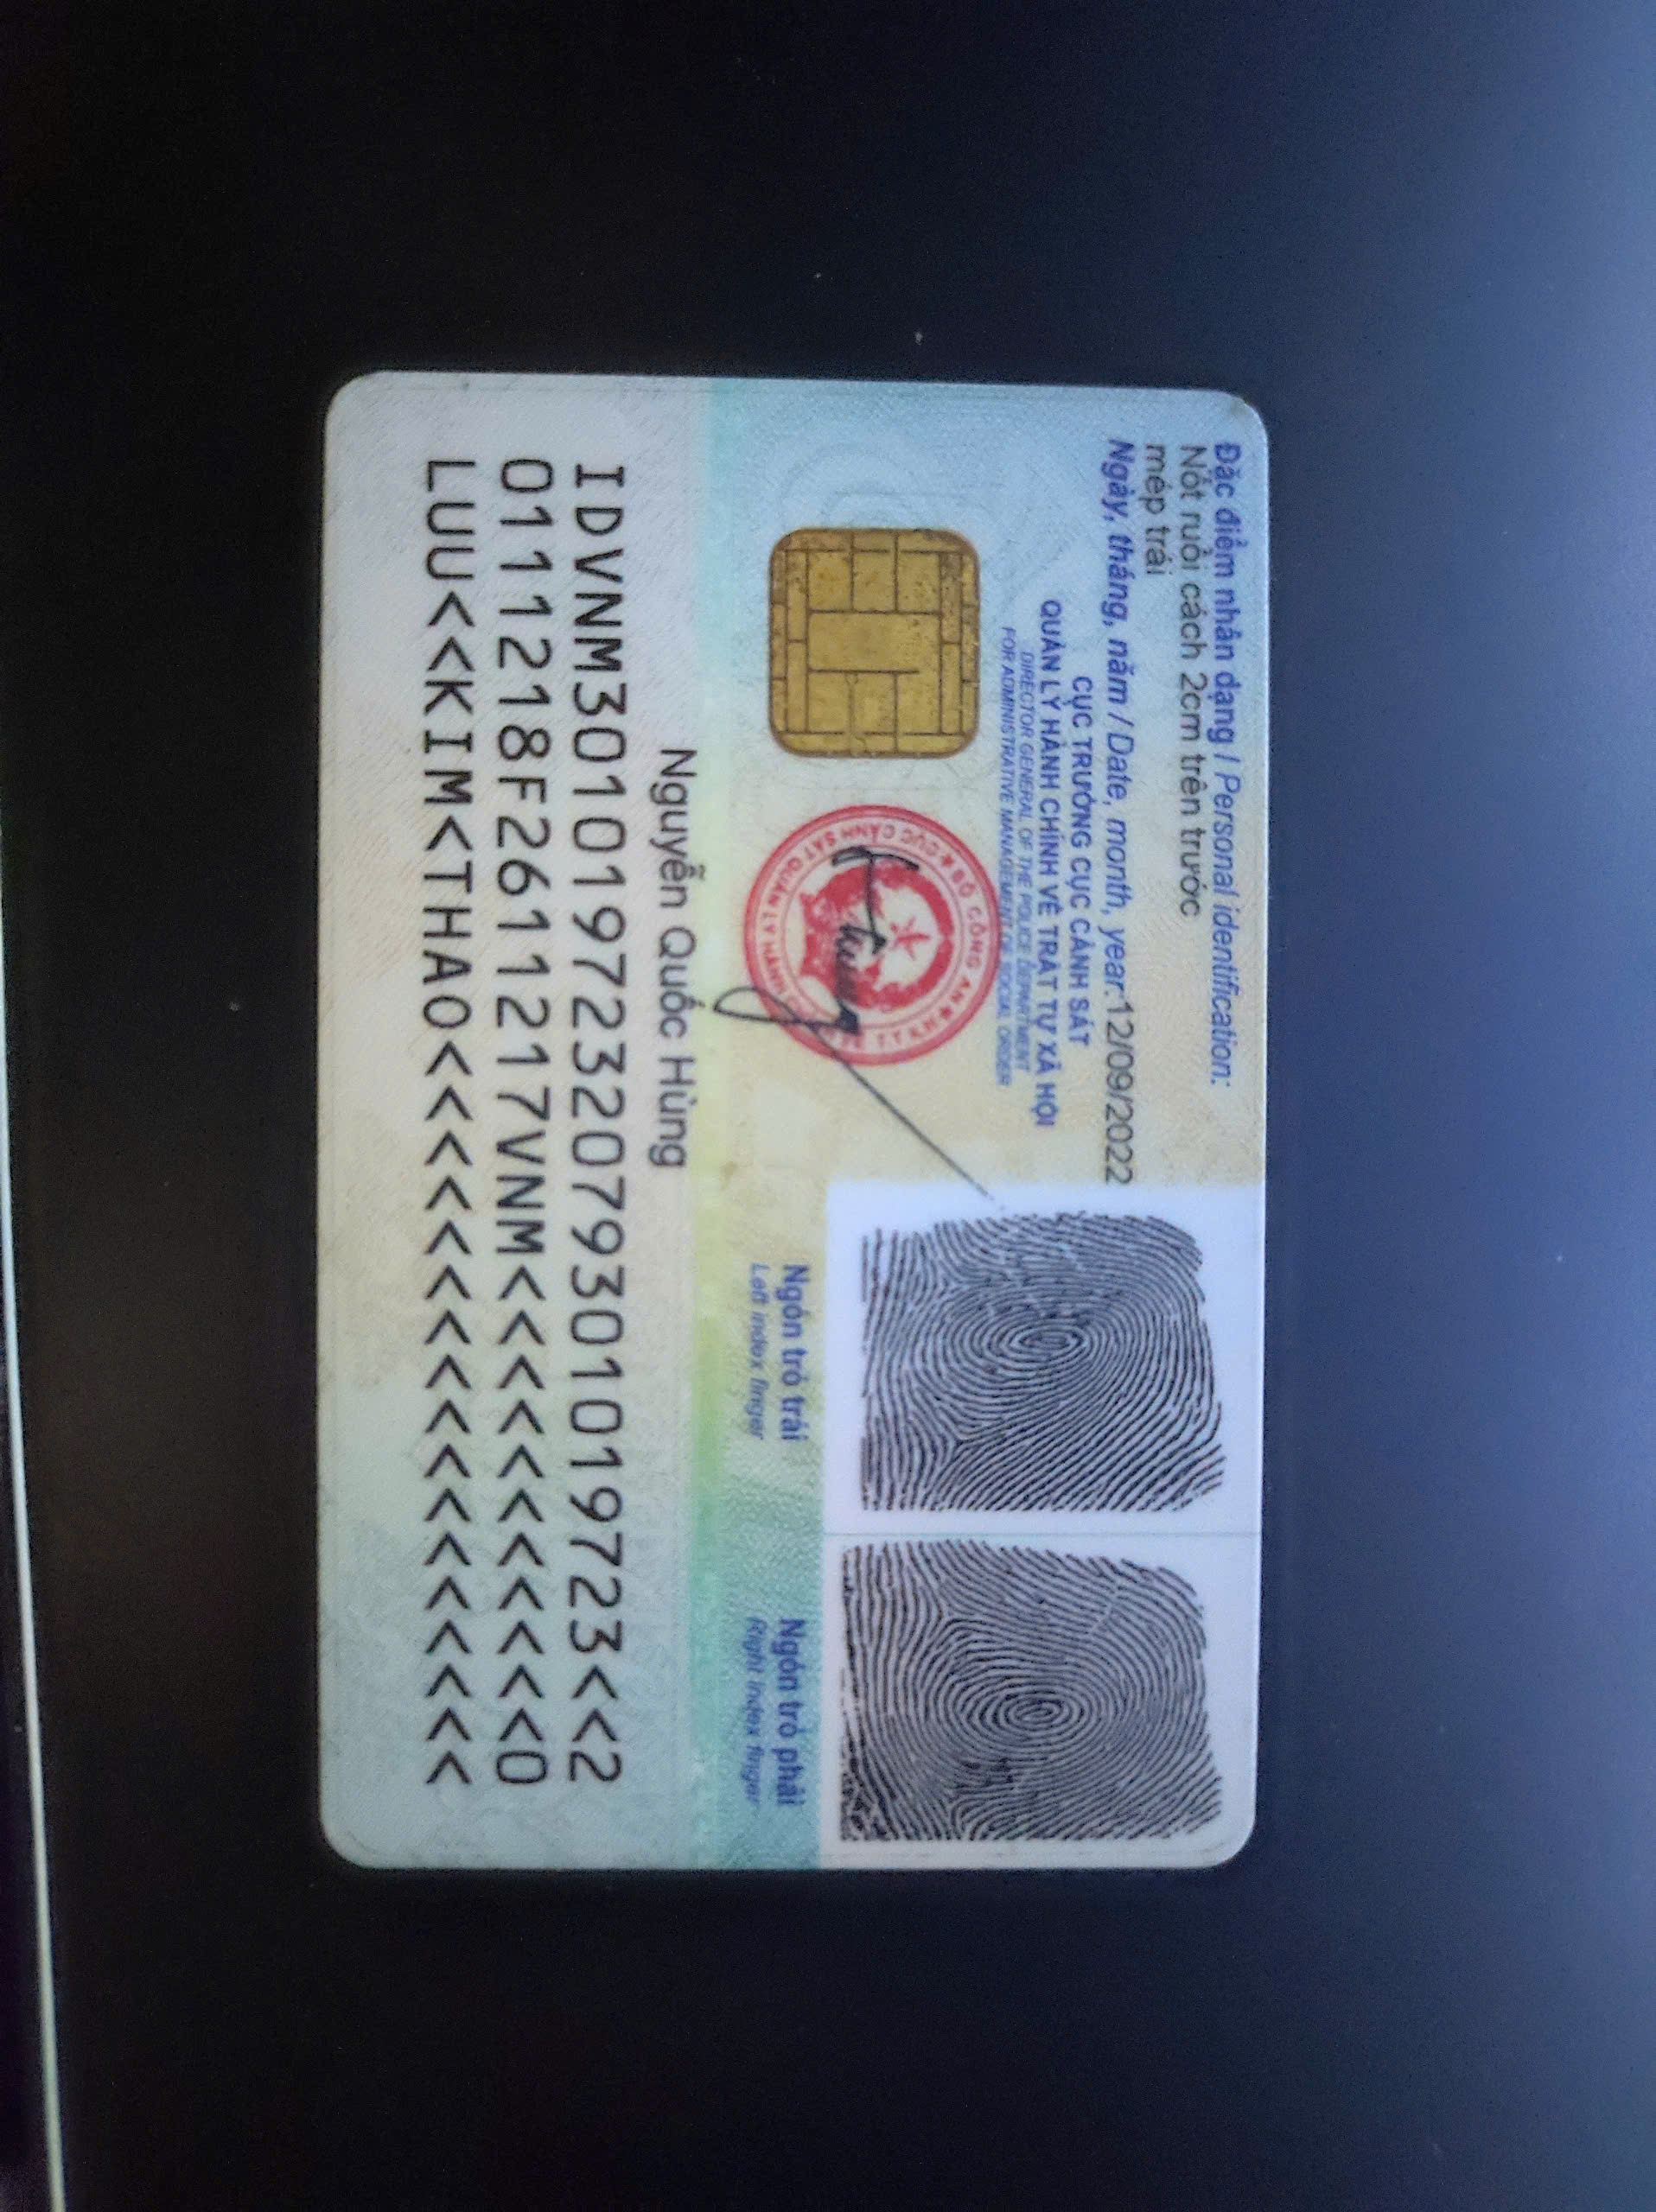 Đặc điểm nhân dạng / Personal identification:
Nốt ruồi cách 2cm trên trước
mép trái
Ngày, tháng, năm / Date, month, year: 12/09/2022
CỤC TRƯỞNG CỤC CẢNH SÁT
QUẢN LÝ HÀNH CHÍNH VỀ TRẬT TỰ XÃ HỘI
DIRECTOR GENERAL OF THE POLICE DEPARTMENT
FOR ADMINISTRATIVE MANAGEMENT OF SOCIAL ORDER
BỘ CÔNG AN
CỤC CẢNH SÁT QUẢN LÝ HÀNH
Ngón trỏ trái
Left index finger
Ngón trỏ phải
Right index finger
Nguyễn Quốc Hùng
IDVNM3010197232079301019723<<2
0111218F2611217VNM<<<<<<<<<<<0
LUU<<KIM<THAO<<<<<<<<<<<<<<<<<